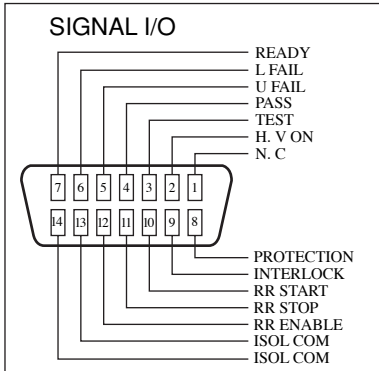 SIGNAL I/O
READY
L FAIL
U FAIL
PASS
TEST
H. V ON
N. C
7 6 5 4 3 2 1
14 13 12 11 10 9 8
PROTECTION
INTERLOCK
RR START
RR STOP
RR ENABLE
ISOL COM
ISOL COM